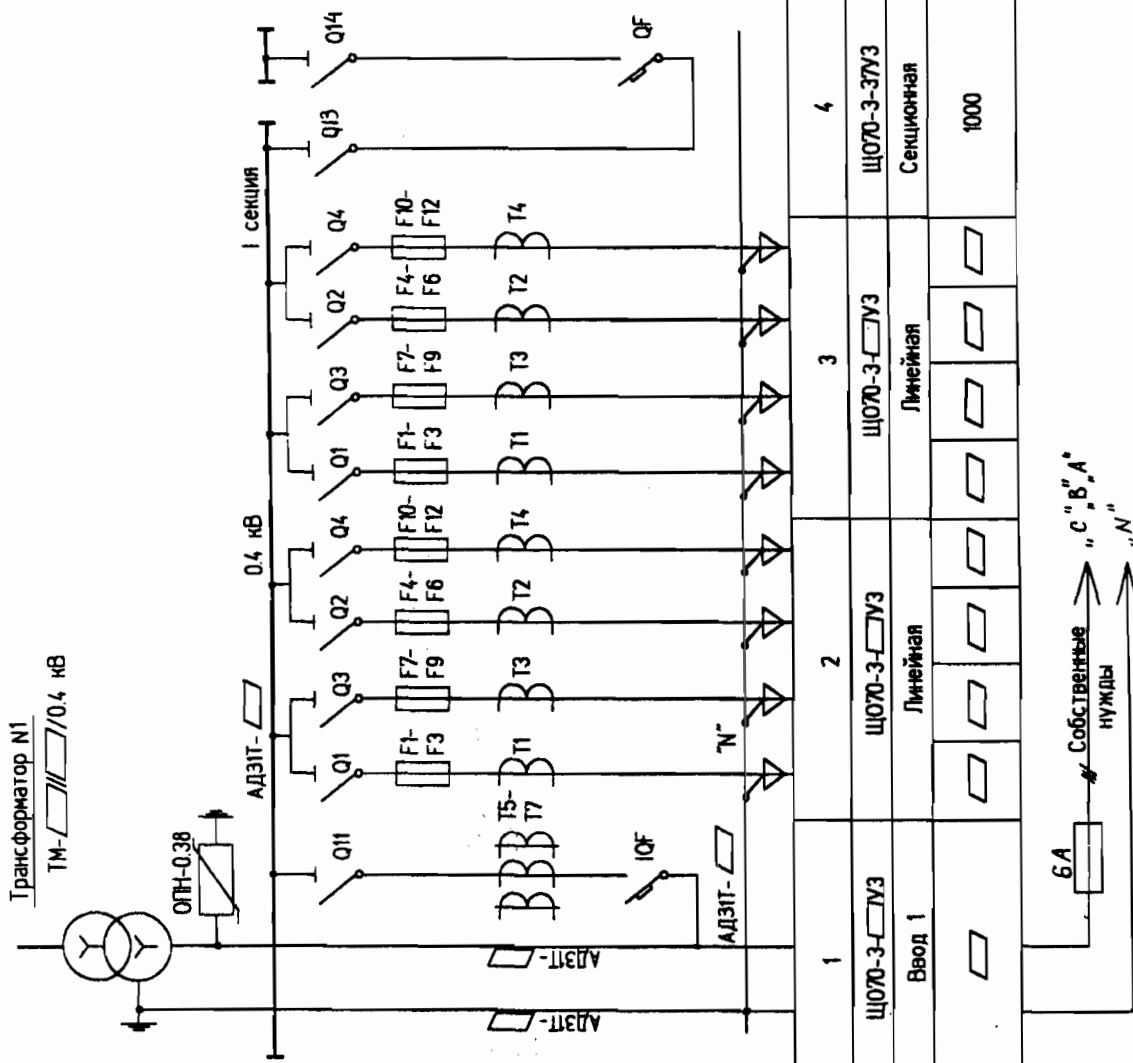 Трансформатор N1
ТМ-/0.4 кВ
ОПН-0.38
АД31Т-
0.4 кВ
I секция
Q11
Q1
Q3
Q2
Q4
Q1
Q3
Q2
Q4
Q13
Q14
F1-F3
F7-F9
F4-F6
F10-F12
F1-F3
F7-F9
F4-F6
F10-F12
T5-T7
T1
T3
T2
T4
T1
T3
T2
T4
1QF
QF
АД31Т-
АД31Т-
АД31Т-
"N"
1
2
3
4
ЩО70-3-У3
ЩО70-3-У3
ЩО70-3-У3
ЩО70-3-37У3
Ввод 1
Линейная
Линейная
Секционная
1000
6А
Собственные
нужды
„C" „B" „A"
„N"